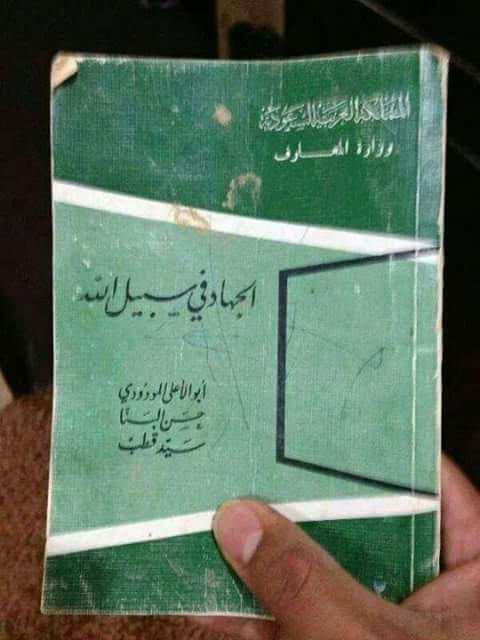 المملكة العربية السعودية
وزارة المعارف
الجهاد في سبيل الله
أبو الأعلى المودودي
حسن البنا
سيد قطب